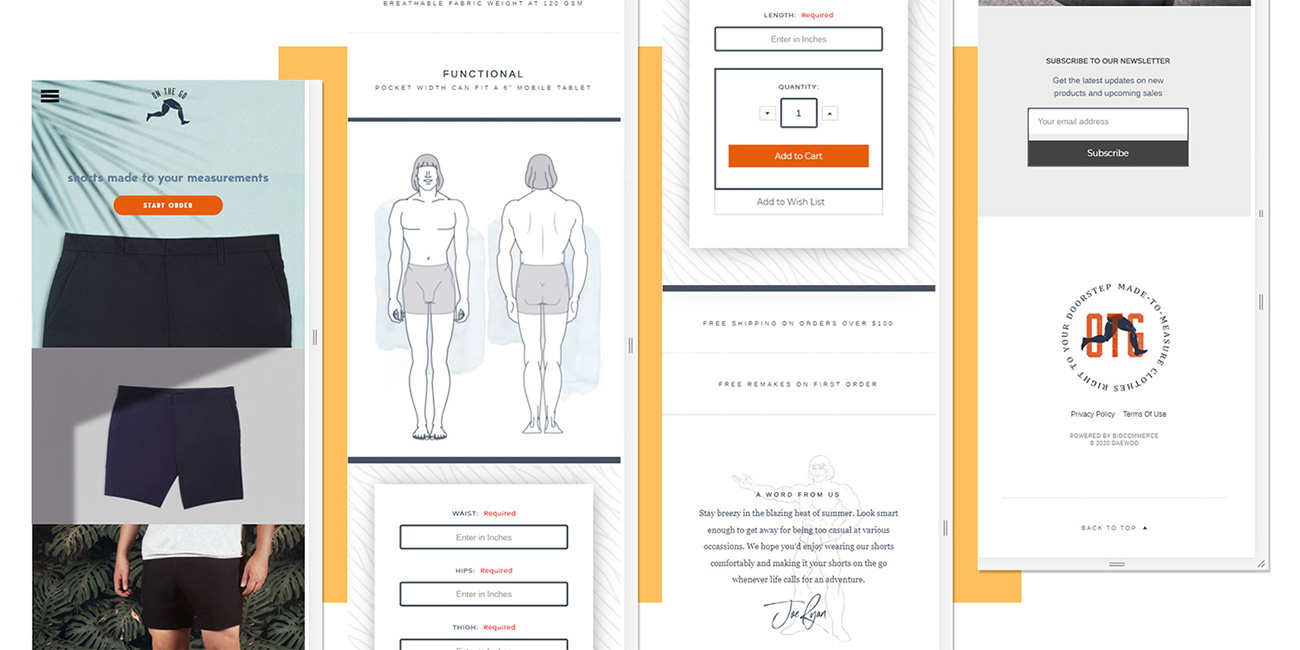 ON THE GO
shorts made to your measurements
START ORDER
BREATHABLE FABRIC WEIGHT AT 120 GSM
FUNCTIONAL
POCKET WIDTH CAN FIT A 6" MOBILE TABLET
WAIST: Required
Enter in Inches
HIPS: Required
Enter in Inches
THIGH: Required
LENGTH: Required
Enter in Inches
QUANTITY:
1
Add to Cart
Add to Wish List
FREE SHIPPING ON ORDERS OVER $100
FREE REMAKES ON FIRST ORDER
A WORD FROM US
Stay breezy in the blazing heat of summer. Look smart
enough to get away for being too casual at various
occassions. We hope you'd enjoy wearing our shorts
comfortably and making it your shorts on the go
whenever life calls for an adventure.
Joe Ryan
SUBSCRIBE TO OUR NEWSLETTER
Get the latest updates on new
products and upcoming sales
Your email address
Subscribe
MADE-TO-MEASURE CLOTHES RIGHT TO YOUR DOORSTEP
OTG
Privacy Policy Terms Of Use
POWERED BY BIGCOMMERCE
© 2020 DAEWOO
BACK TO TOP